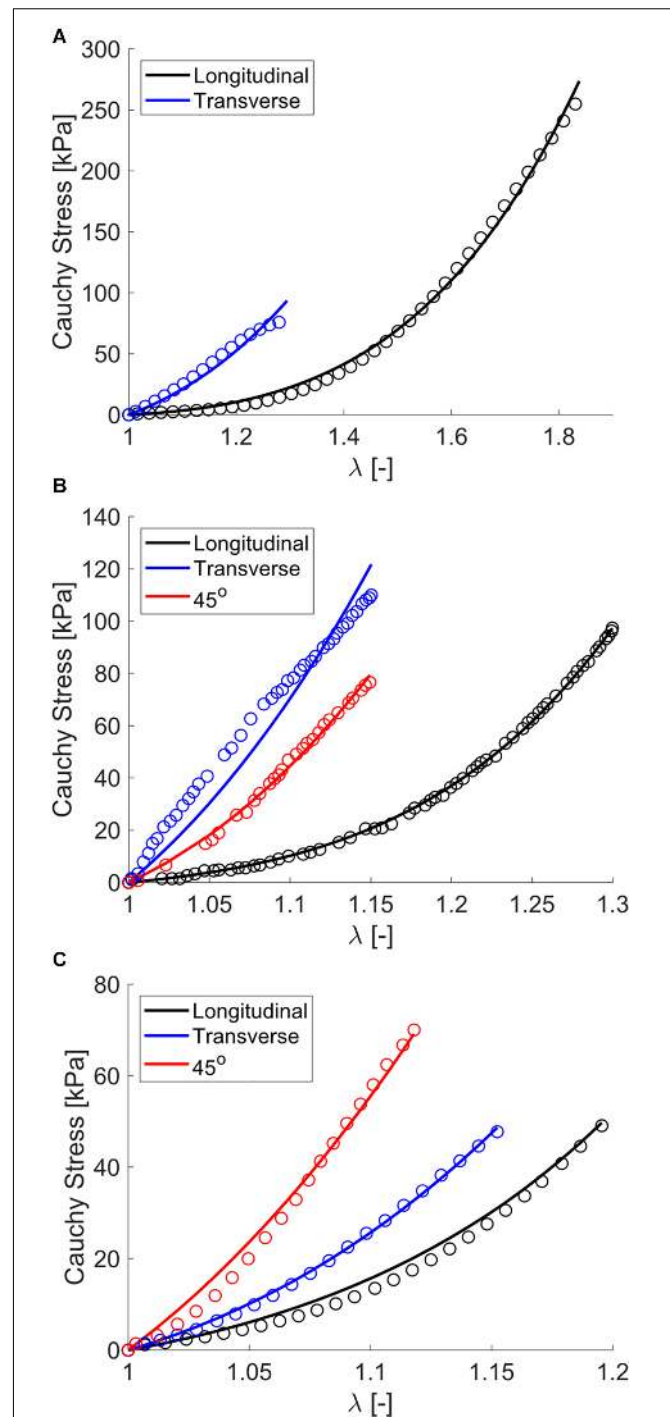 A
300
250
200
150
100
50
0
Cauchy Stress [kPa]
Longitudinal
Transverse
1 1.2 1.4 1.6 1.8
λ [-]
B
140
120
100
80
60
40
20
0
Cauchy Stress [kPa]
Longitudinal
Transverse
45°
1 1.05 1.1 1.15 1.2 1.25 1.3
λ [-]
C
80
60
40
20
0
Cauchy Stress [kPa]
Longitudinal
Transverse
45°
1 1.05 1.1 1.15 1.2
λ [-]